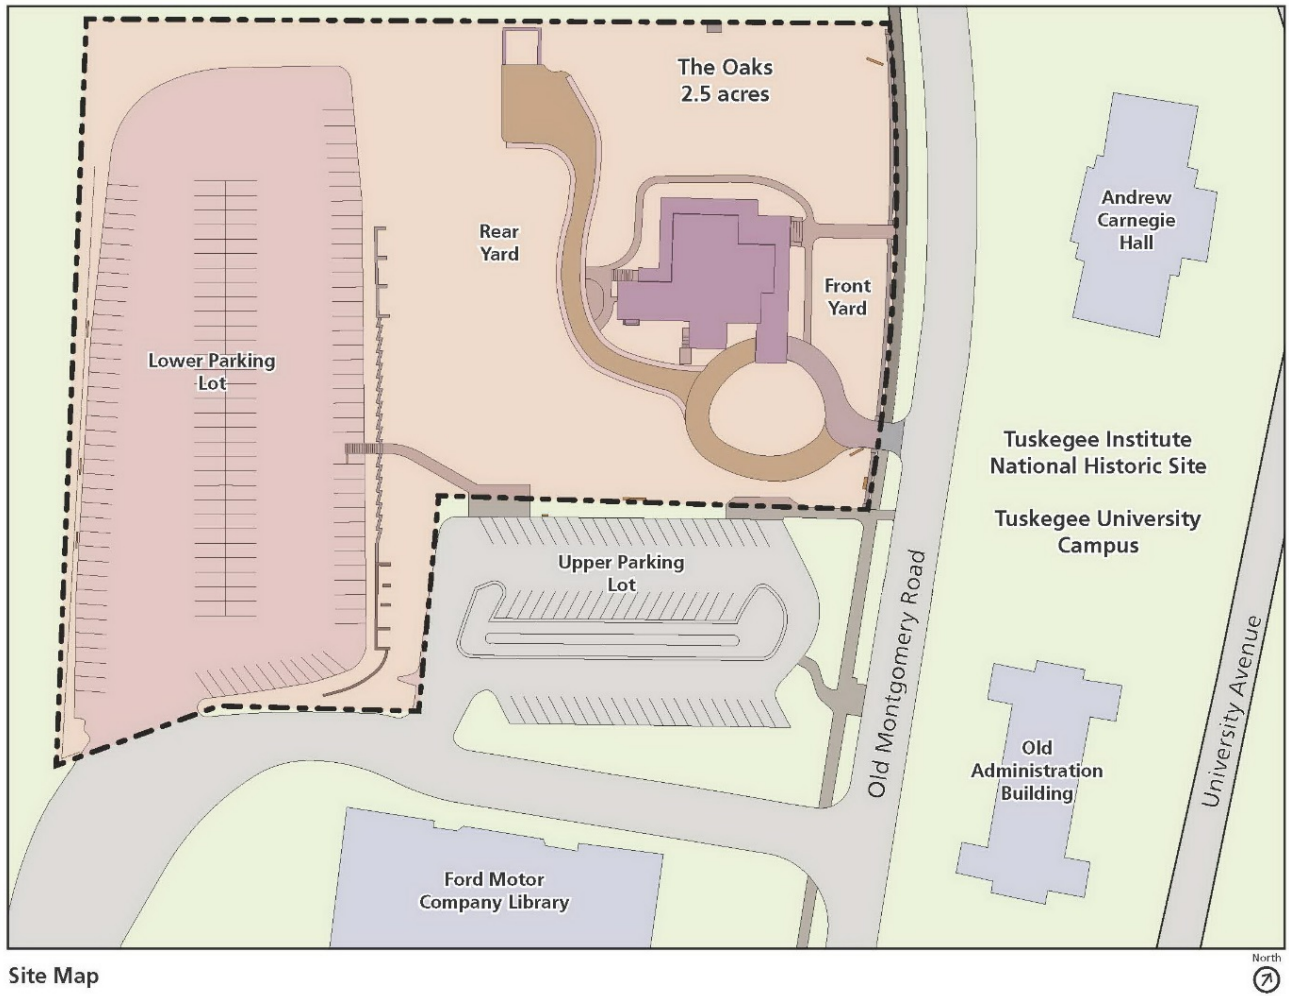 The Oaks
2.5 acres
Andrew
Carnegie
Hall
Rear
Yard
Front
Yard
Lower Parking
Lot
Tuskegee Institute
National Historic Site
Tuskegee University
Campus
Upper Parking
Lot
Old Montgomery Road
University Avenue
Old
Administration
Building
Ford Motor
Company Library
Site Map
North